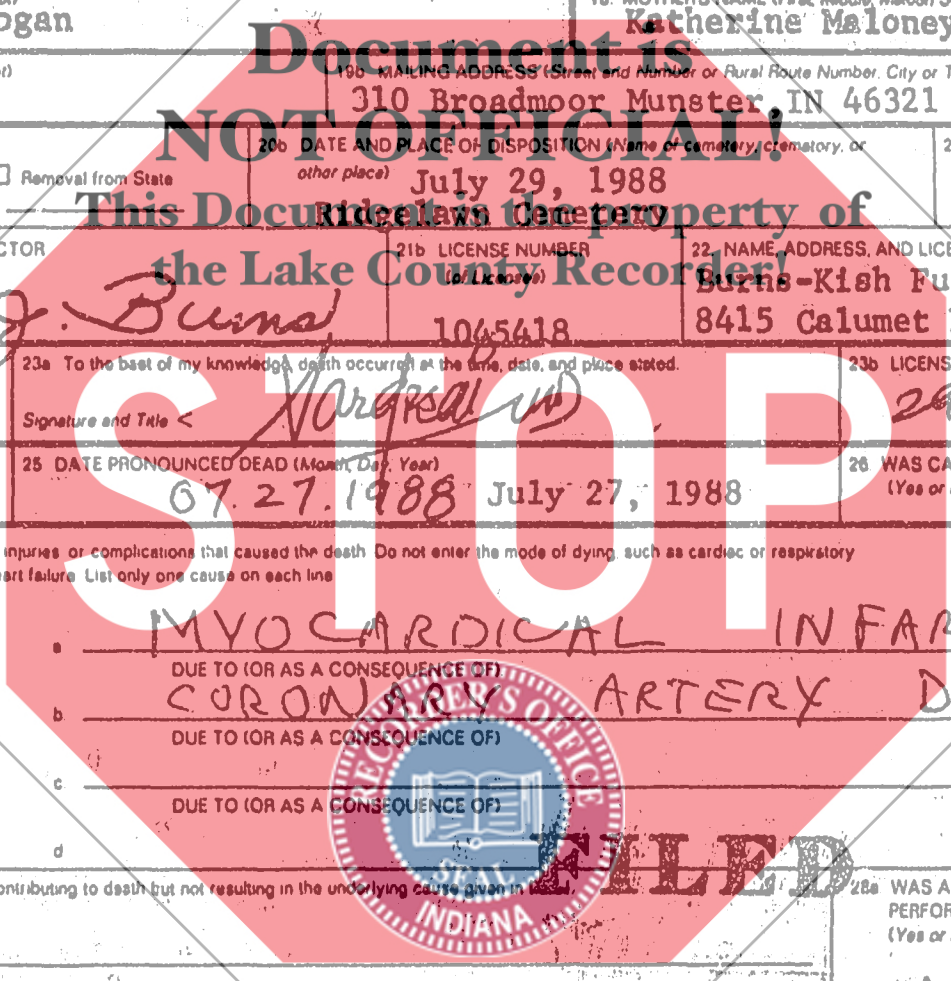 ogan
Katherine Maloney
Document is
19b MAILING ADDRESS (Street and Number or Rural Route Number, City or T
310 Broadmoor Munster, IN 46321
NOT OFFICIAL!
20b DATE AND PLACE OF DISPOSITION (Name of cemetery, crematory, or
other place)
July 29, 1988
Removal from State
This Document is the property of
Ridgelawn Cemetery
CTOR
21b LICENSE NUMBER
(of Licensee)
22. NAME, ADDRESS, AND LICE
the Lake County Recorder!
Burns-Kish Fu
J. Burns
1045418
8415 Calumet
23a To the best of my knowledge, death occurred at the time, date, and place stated.
23b LICENS
Signature and Title <
STOP
25 DATE PRONOUNCED DEAD (Month, Day, Year)
07.27.1988 July 27, 1988
26 WAS CA
(Yes or
injuries or complications that caused the death Do not enter the mode of dying, such as cardiac or respiratory
art failure List only one cause on each line
a MYOCARDICAL INFAR
DUE TO (OR AS A CONSEQUENCE OF)
b. CORONARY ARTERY D
DUE TO (OR AS A CONSEQUENCE OF)
c
DUE TO (OR AS A CONSEQUENCE OF)
d
RECORDER'S OFFICE
SEAL
INDIANA
FILED
ontributing to death but not resulting in the underlying cause given in
28a WAS A
PERFOR
(Yes or